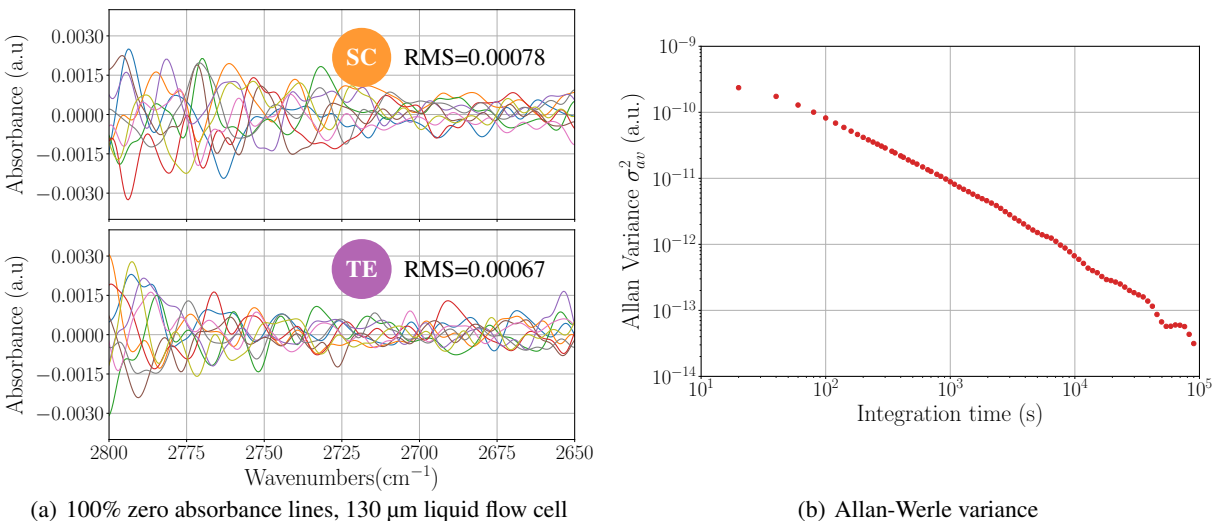 Absorbance (a.u)
0.0030
0.0015
0.0000
−0.0015
−0.0030
SC
RMS=0.00078
Absorbance (a.u)
0.0030
0.0015
0.0000
−0.0015
−0.0030
TE
RMS=0.00067
2800 2775 2750 2725 2700 2675 2650
Wavenumbers(cm⁻¹)
(a) 100% zero absorbance lines, 130 µm liquid flow cell
Allan Variance σ²ₐᵥ (a.u.)
10⁻⁹
10⁻¹⁰
10⁻¹¹
10⁻¹²
10⁻¹³
10⁻¹⁴
10¹ 10² 10³ 10⁴ 10⁵
Integration time (s)
(b) Allan-Werle variance